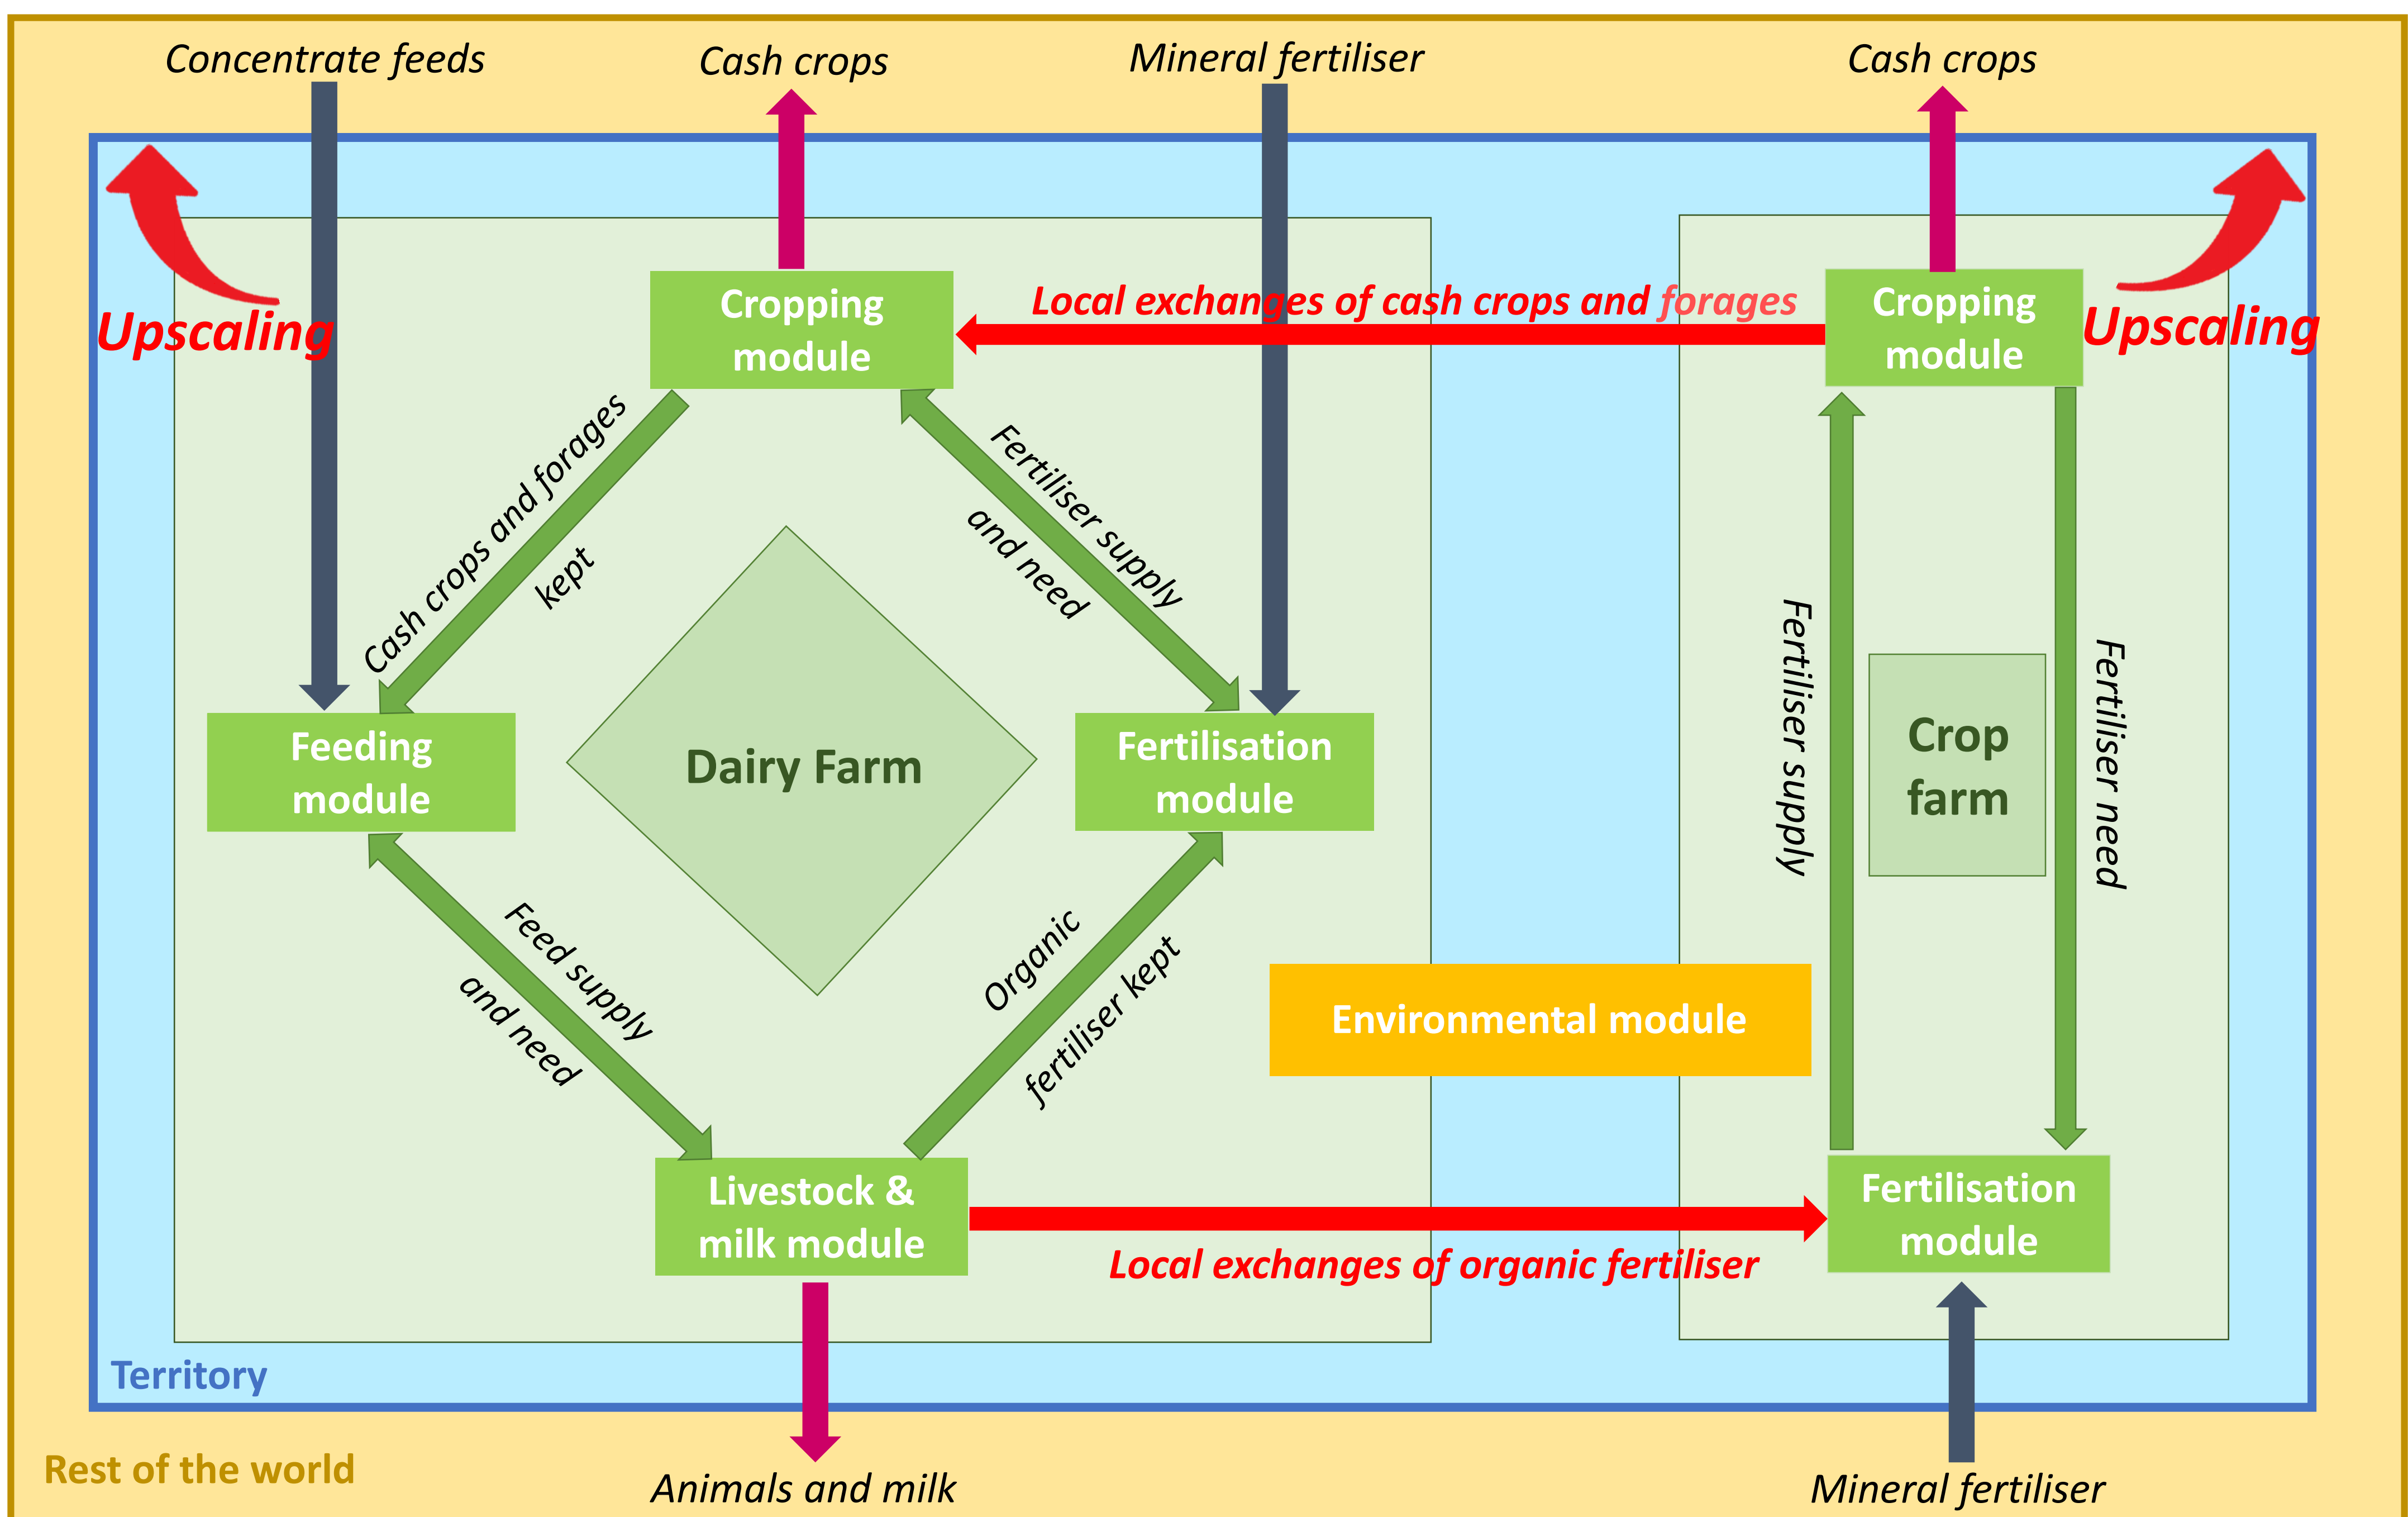 Concentrate feeds
Cash crops
Mineral fertiliser
Cash crops
Upscaling
Cropping
module
Local exchanges of cash crops and forages
Cropping
module
Upscaling
Cash crops and forages
kept
Fertiliser supply
and need
Fertiliser supply
Fertiliser need
Feeding
module
Dairy Farm
Fertilisation
module
Crop
farm
Feed supply
and need
Organic
fertiliser kept
Environmental module
Livestock &
milk module
Local exchanges of organic fertiliser
Fertilisation
module
Territory
Rest of the world
Animals and milk
Mineral fertiliser